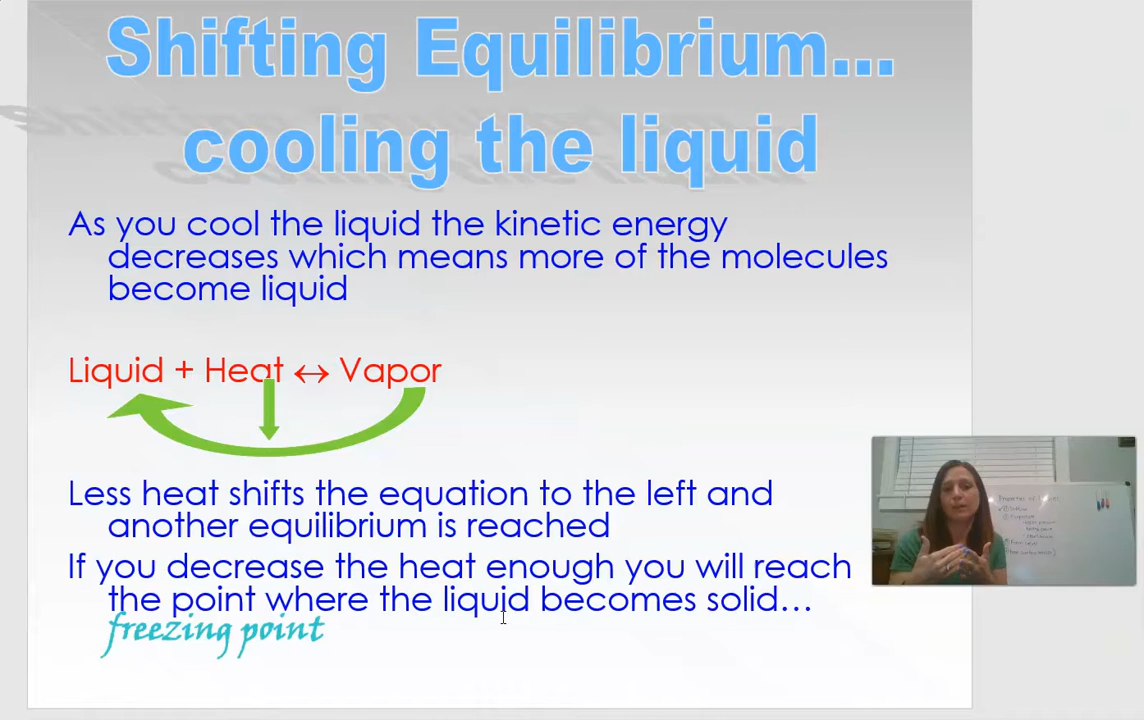 Shifting Equilibrium...
cooling the liquid
As you cool the liquid the kinetic energy
decreases which means more of the molecules
become liquid
Liquid + Heat ↔ Vapor
Less heat shifts the equation to the left and
another equilibrium is reached
If you decrease the heat enough you will reach
the point where the liquid becomes solid...
freezing point
Properties of